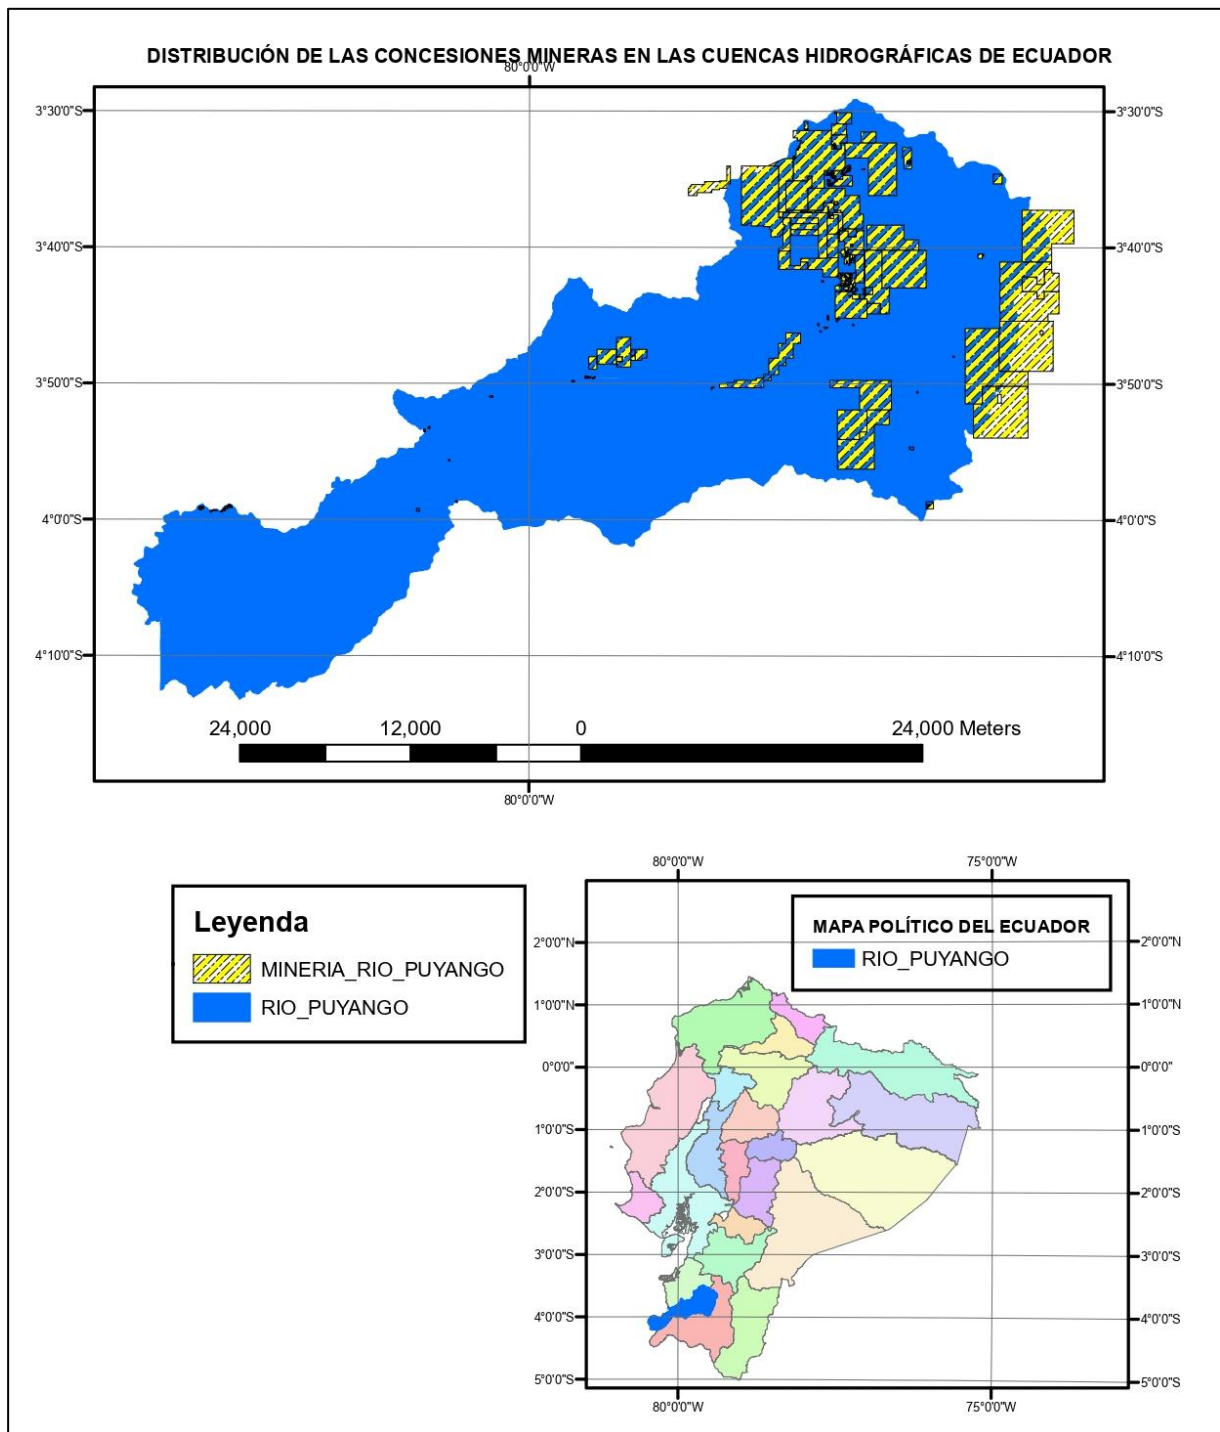 DISTRIBUCIÓN DE LAS CONCESIONES MINERAS EN LAS CUENCAS HIDROGRÁFICAS DE ECUADOR
80°0'0"W
3°30'0"S 3°30'0"S
3°40'0"S 3°40'0"S
3°50'0"S 3°50'0"S
4°0'0"S 4°0'0"S
4°10'0"S 4°10'0"S
24,000 12,000 0 24,000 Meters
80°0'0"W
Leyenda
MINERIA_RIO_PUYANGO
RIO_PUYANGO
80°0'0"W 75°0'0"W
MAPA POLÍTICO DEL ECUADOR
RIO_PUYANGO
2°0'0"N 2°0'0"N
1°0'0"N 1°0'0"N
0°0'0" 0°0'0"
1°0'0"S 1°0'0"S
2°0'0"S 2°0'0"S
3°0'0"S 3°0'0"S
4°0'0"S 4°0'0"S
5°0'0"S 5°0'0"S
80°0'0"W 75°0'0"W